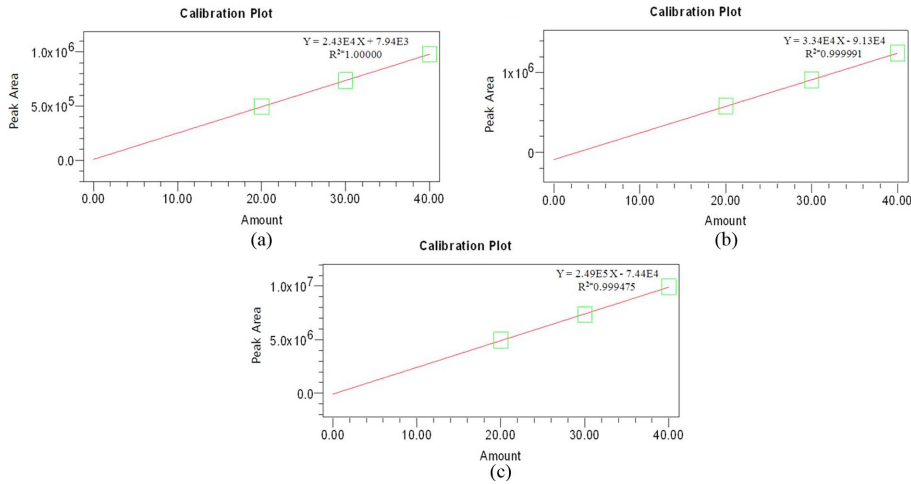 Calibration Plot
Y = 2.43E4 X + 7.94E3
R²=1.00000
1.0x10⁶
5.0x10⁵
0.0
Peak Area
0.00 10.00 20.00 30.00 40.00
Amount
(a)
Calibration Plot
Y = 3.34E4 X - 9.13E4
R²=0.999991
1x10⁶
0
Peak Area
0.00 10.00 20.00 30.00 40.00
Amount
(b)
Calibration Plot
Y = 2.49E5 X - 7.44E4
R²=0.999475
1.0x10⁷
5.0x10⁶
0.0
Peak Area
0.00 10.00 20.00 30.00 40.00
Amount
(c)